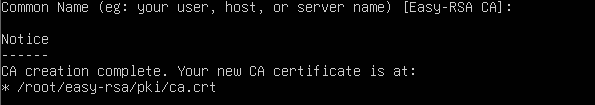 Common Name (eg: your user, host, or server name) [Easy-RSA CA]:
Notice
------
CA creation complete. Your new CA certificate is at:
* /root/easy-rsa/pki/ca.crt